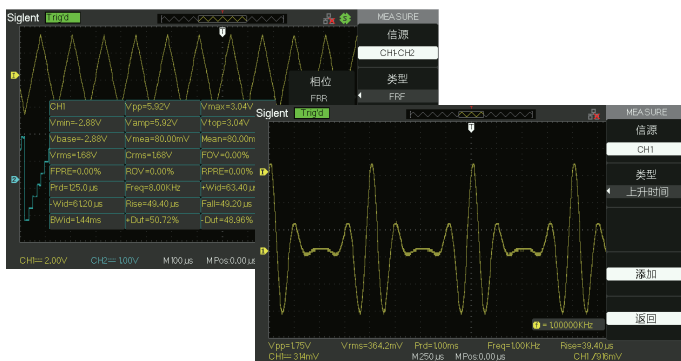 Siglent Trig'd MEASURE
信源
CH1-CH2
类型
FRF
相位
FRR
CH1 Vpp=5.92V Vmax=3.04V
Vmin=-2.88V Vamp=5.92V Vtop=3.04V
Vbase=-2.88V Vmea=80.00mV Mean=80.00m
Vrms=1.68V Crms=1.68V FOV=0.00%
FPRE=0.00% ROV=0.00% RPRE=0.00%
Prd=125.0µs Freq=8.00KHz +Wid=63.40µs
-Wid=61.20µs Rise=49.40µs Fall=49.20µs
BWid=1.44ms +Dut=50.72% -Dut=48.96%
CH1 2.00V CH2 1.00V M100µs MPos:0.00µs
Siglent Trig'd MEASURE
信源
CH1
类型
上升时间
添加
返回
= 1.00000KHz
Vpp=1.75V Vrms=364.2mV Prd=1.00ms Freq=1.00KHz Rise=39.40µs
CH1 314mV M250µs MPos:0.00µs CH1 /916mV